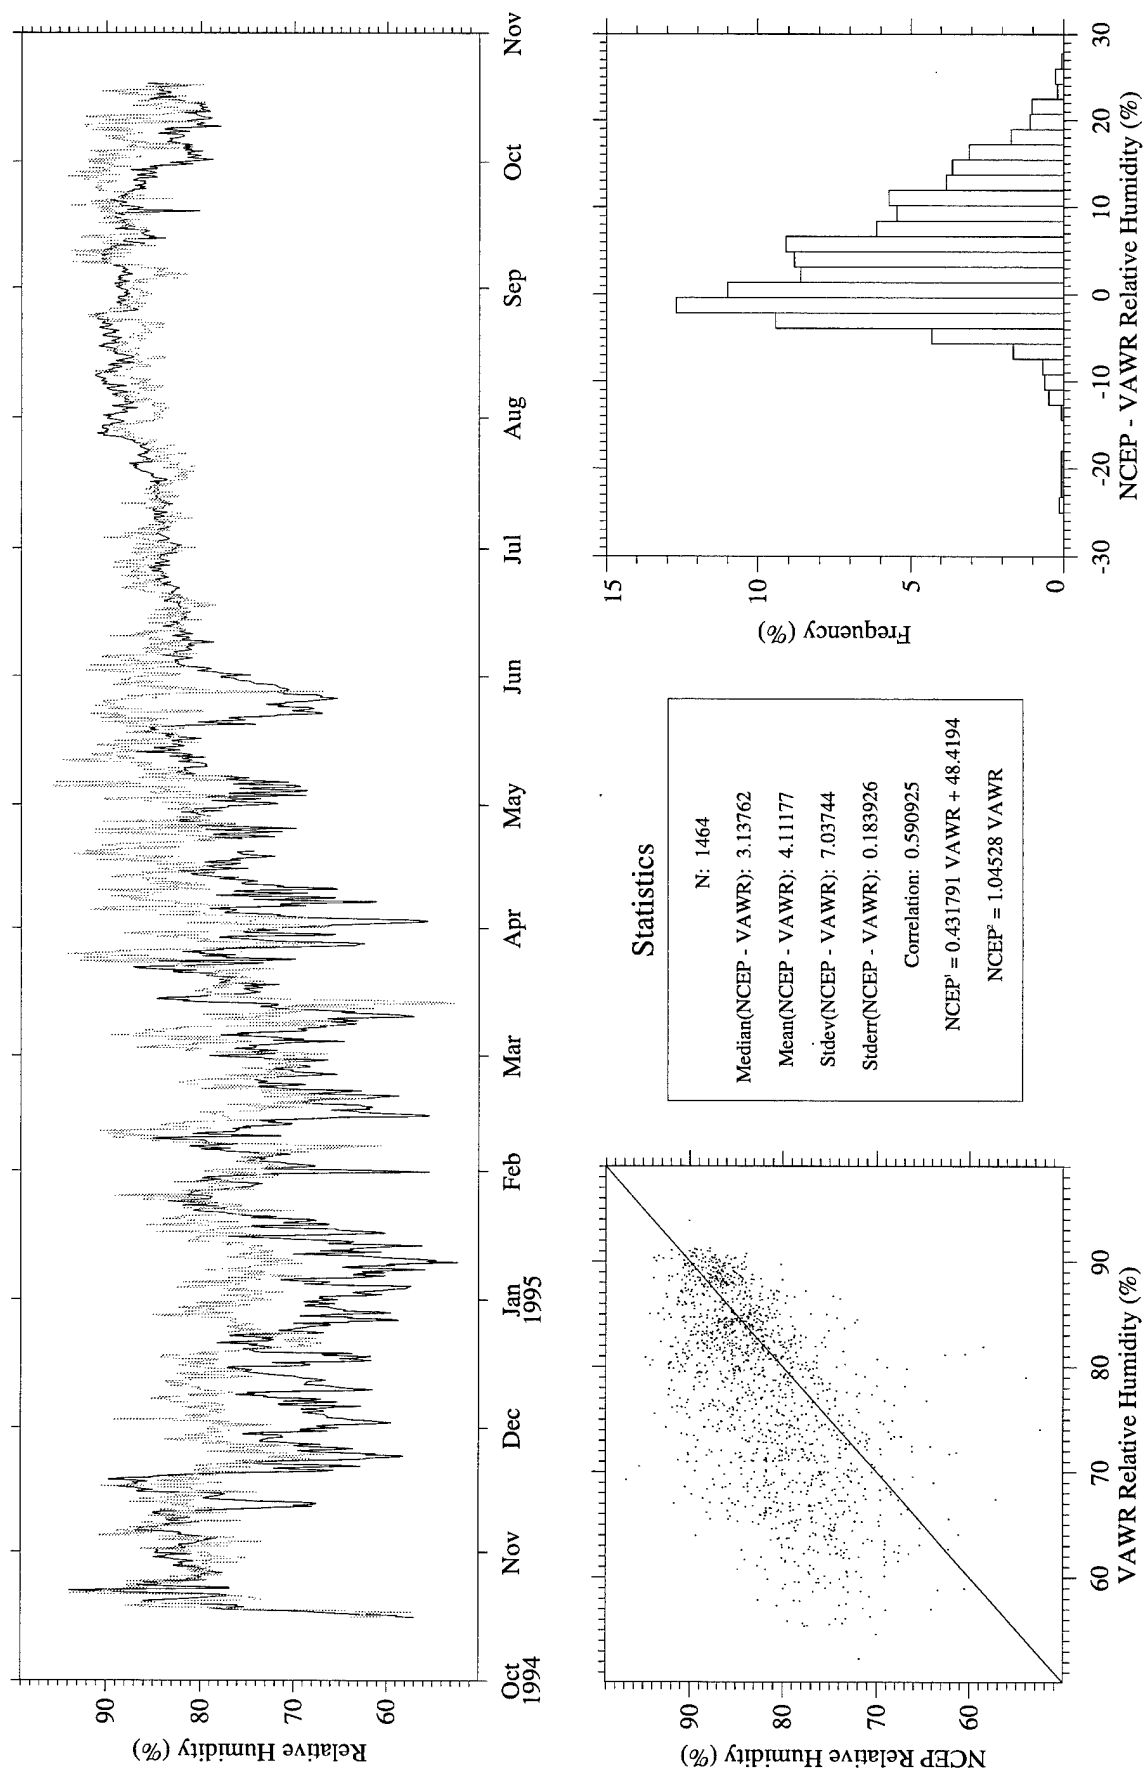 90
80
70
60
Relative Humidity (%)
Oct
1994
Nov
Dec
Jan
1995
Feb
Mar
Apr
May
Jun
Jul
Aug
Sep
Oct
Nov
90
80
70
60
NCEP Relative Humidity (%)
60
70
80
90
VAWR Relative Humidity (%)
Statistics
N: 1464
Median(NCEP - VAWR): 3.13762
Mean(NCEP - VAWR): 4.11177
Stdev(NCEP - VAWR): 7.03744
Stderr(NCEP - VAWR): 0.183926
Correlation: 0.590925
NCEP¹ = 0.431791 VAWR + 48.4194
NCEP² = 1.04528 VAWR
15
10
5
0
Frequency (%)
-30
-20
-10
0
10
20
30
NCEP - VAWR Relative Humidity (%)